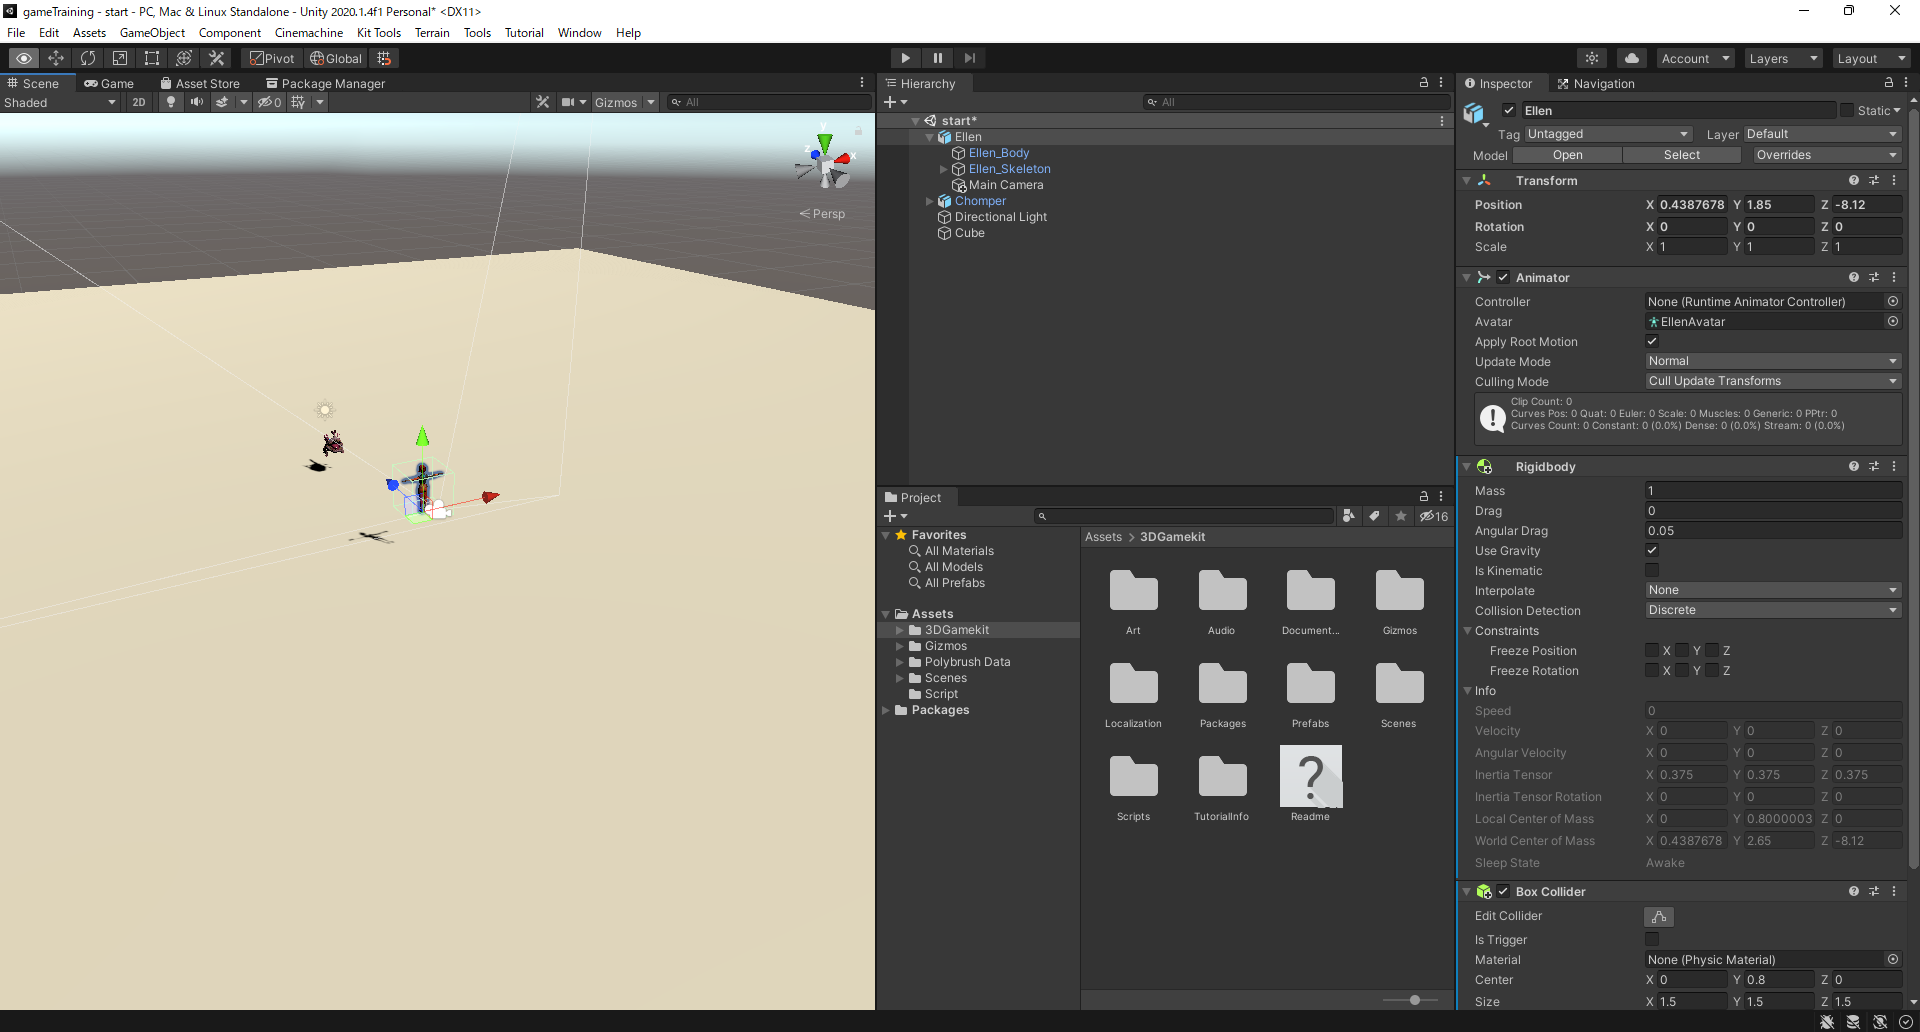 gameTraining - start - PC, Mac & Linux Standalone - Unity 2020.1.4f1 Personal* <DX11>
File Edit Assets GameObject Component Cinemachine Kit Tools Terrain Tools Tutorial Window Help
Pivot Global Account Layers Layout
Scene Game Asset Store Package Manager
Shaded 2D 0 Gizmos All
y
z x
Persp
Hierarchy
All
start*
Ellen
Ellen_Body
Ellen_Skeleton
Main Camera
Chomper
Directional Light
Cube
Project
16
Favorites
All Materials
All Models
All Prefabs
Assets
3DGamekit
Gizmos
Polybrush Data
Scenes
Script
Packages
Assets > 3DGamekit
Art Audio Document... Gizmos
Localization Packages Prefabs Scenes
Scripts TutorialInfo Readme
Inspector Navigation
Ellen Static
Tag Untagged Layer Default
Model Open Select Overrides
Transform
Position X 0.4387678 Y 1.85 Z -8.12
Rotation X 0 Y 0 Z 0
Scale X 1 Y 1 Z 1
Animator
Controller None (Runtime Animator Controller)
Avatar EllenAvatar
Apply Root Motion
Update Mode Normal
Culling Mode Cull Update Transforms
Clip Count: 0
Curves Pos: 0 Quat: 0 Euler: 0 Scale: 0 Muscles: 0 Generic: 0 PPtr: 0
Curves Count: 0 Constant: 0 (0.0%) Dense: 0 (0.0%) Stream: 0 (0.0%)
Rigidbody
Mass 1
Drag 0
Angular Drag 0.05
Use Gravity
Is Kinematic
Interpolate None
Collision Detection Discrete
Constraints
Freeze Position X Y Z
Freeze Rotation X Y Z
Info
Speed 0
Velocity X 0 Y 0 Z 0
Angular Velocity X 0 Y 0 Z 0
Inertia Tensor X 0.375 Y 0.375 Z 0.375
Inertia Tensor Rotation X 0 Y 0 Z 0
Local Center of Mass X 0 Y 0.8000003 Z 0
World Center of Mass X 0.4387678 Y 2.65 Z -8.12
Sleep State Awake
Box Collider
Edit Collider
Is Trigger
Material None (Physic Material)
Center X 0 Y 0.8 Z 0
Size X 1.5 Y 1.5 Z 1.5